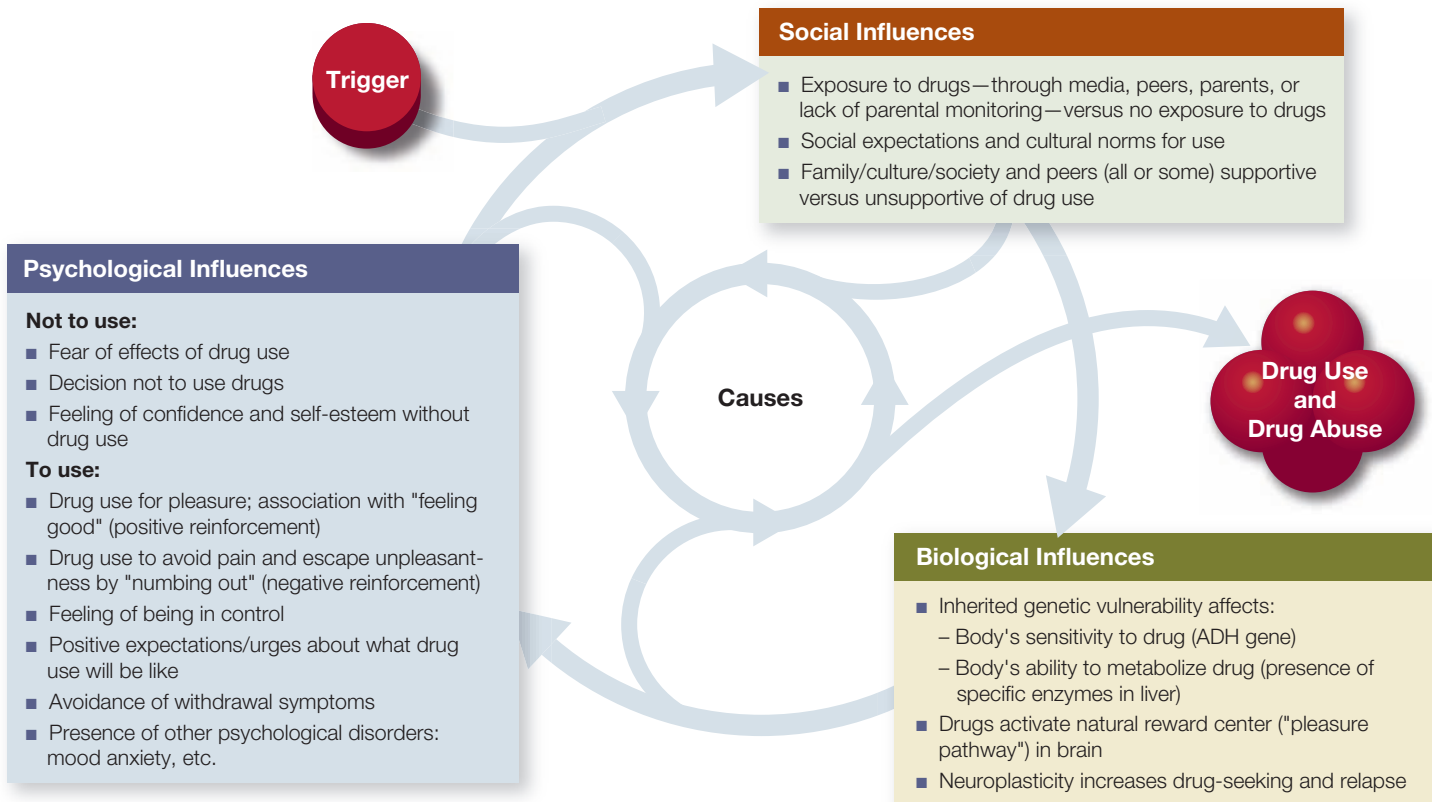 Trigger
Social Influences
■ Exposure to drugs—through media, peers, parents, or
lack of parental monitoring—versus no exposure to drugs
■ Social expectations and cultural norms for use
■ Family/culture/society and peers (all or some) supportive
versus unsupportive of drug use
Psychological Influences
Not to use:
■ Fear of effects of drug use
■ Decision not to use drugs
■ Feeling of confidence and self-esteem without
drug use
To use:
■ Drug use for pleasure; association with "feeling
good" (positive reinforcement)
■ Drug use to avoid pain and escape unpleasant-
ness by "numbing out" (negative reinforcement)
■ Feeling of being in control
■ Positive expectations/urges about what drug
use will be like
■ Avoidance of withdrawal symptoms
■ Presence of other psychological disorders:
mood anxiety, etc.
Causes
Drug Use
and
Drug Abuse
Biological Influences
■ Inherited genetic vulnerability affects:
– Body's sensitivity to drug (ADH gene)
– Body's ability to metabolize drug (presence of
specific enzymes in liver)
■ Drugs activate natural reward center ("pleasure
pathway") in brain
■ Neuroplasticity increases drug-seeking and relapse